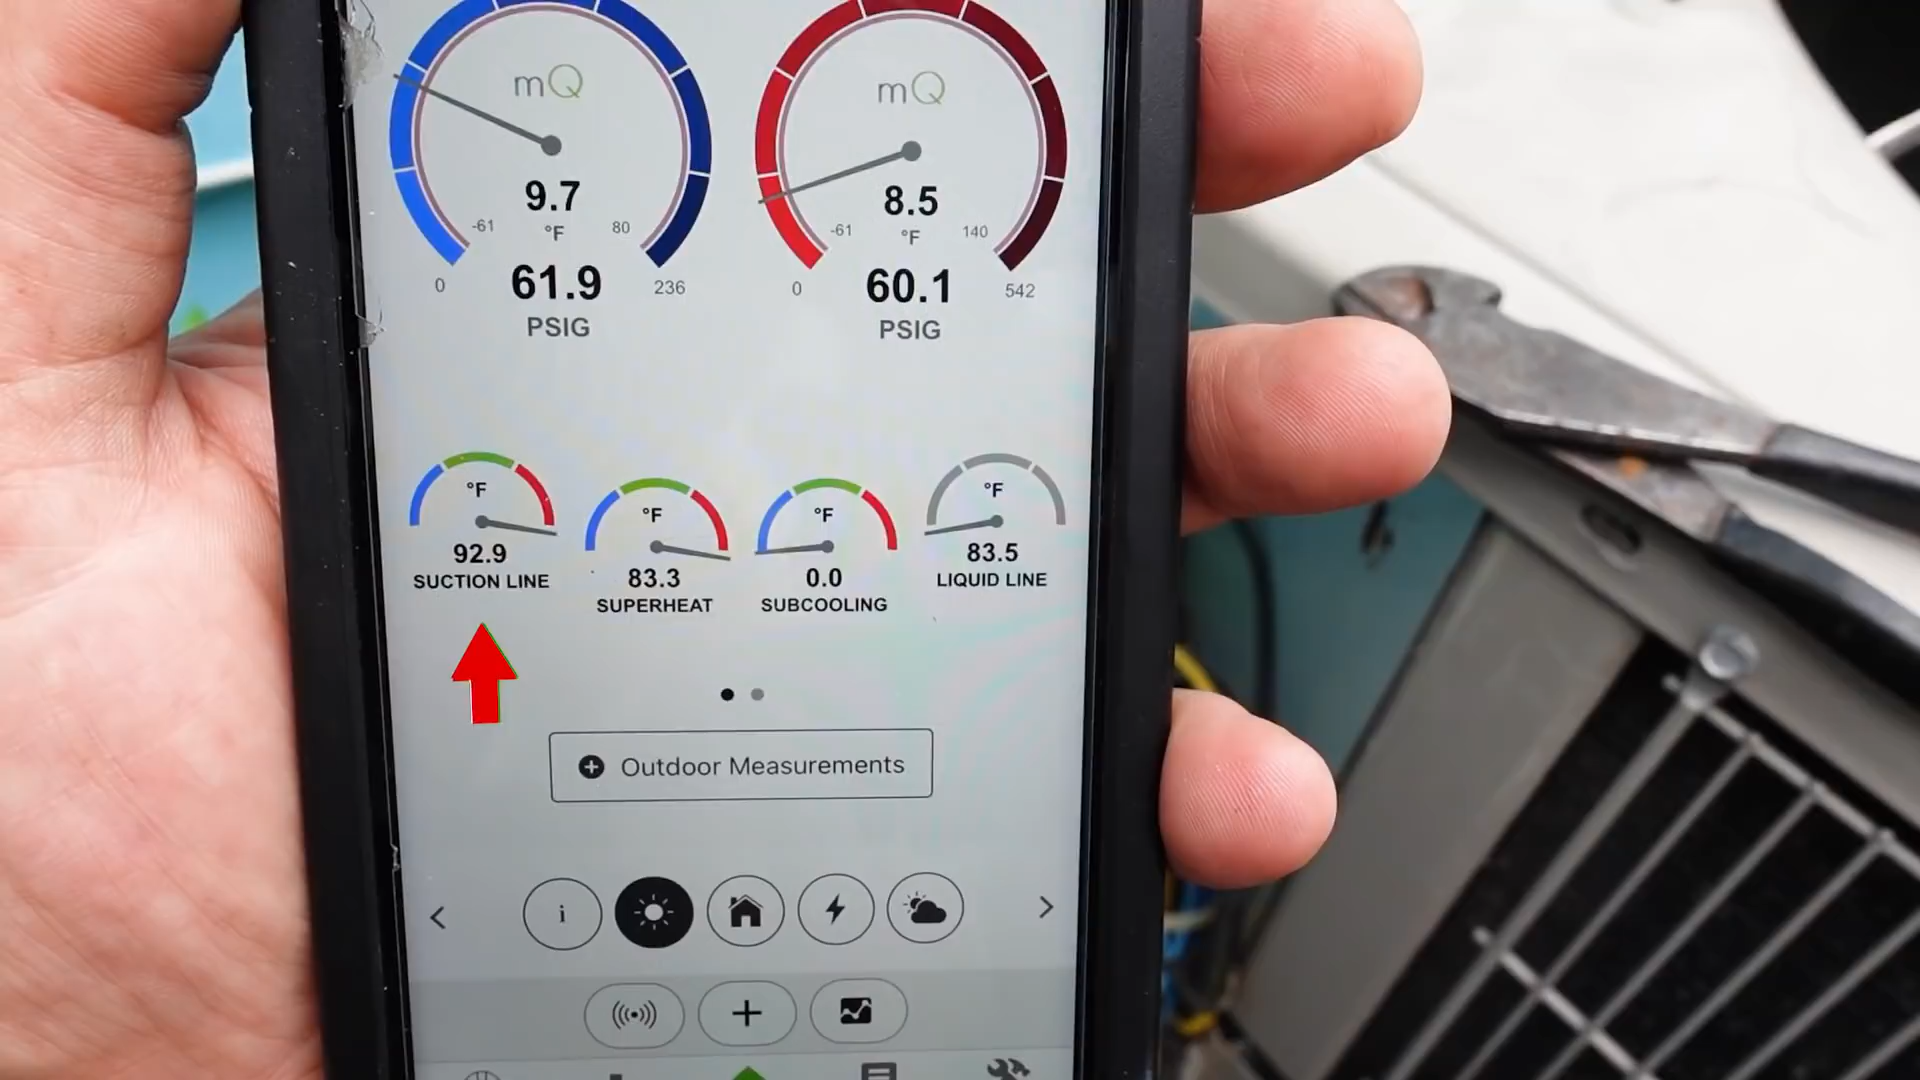 mQ
9.7
°F
-61
80
0
61.9
236
PSIG
mQ
8.5
°F
-61
140
0
60.1
542
PSIG
°F
92.9
SUCTION LINE
°F
83.3
SUPERHEAT
°F
0.0
SUBCOOLING
°F
83.5
LIQUID LINE
Outdoor Measurements
i